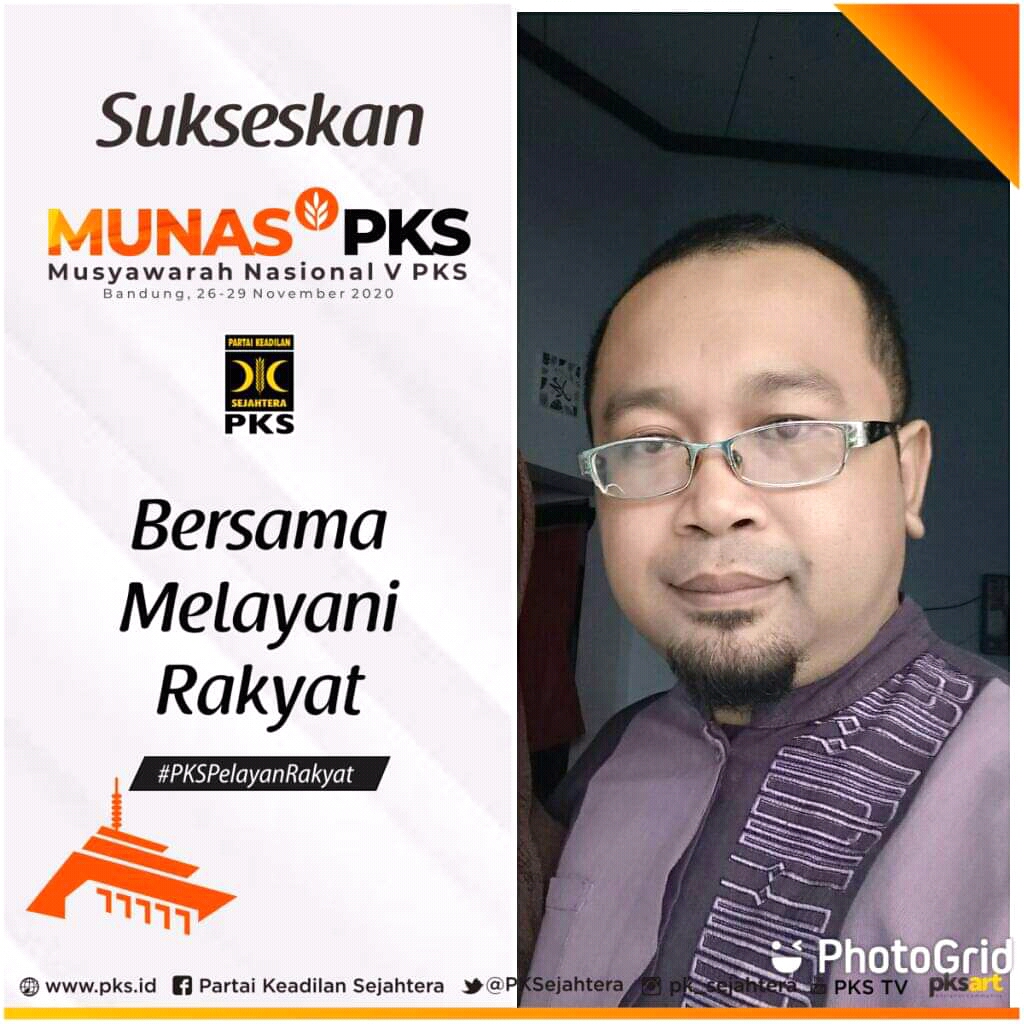 Sukseskan
MUNAS PKS
Musyawarah Nasional V PKS
Bandung, 26-29 November 2020
PARTAI KEADILAN
SEJAHTERA
PKS
Bersama
Melayani
Rakyat
#PKSPelayanRakyat
PhotoGrid
www.pks.id Partai Keadilan Sejahtera @PKSejahtera pk_sejahtera PKS TV pksart